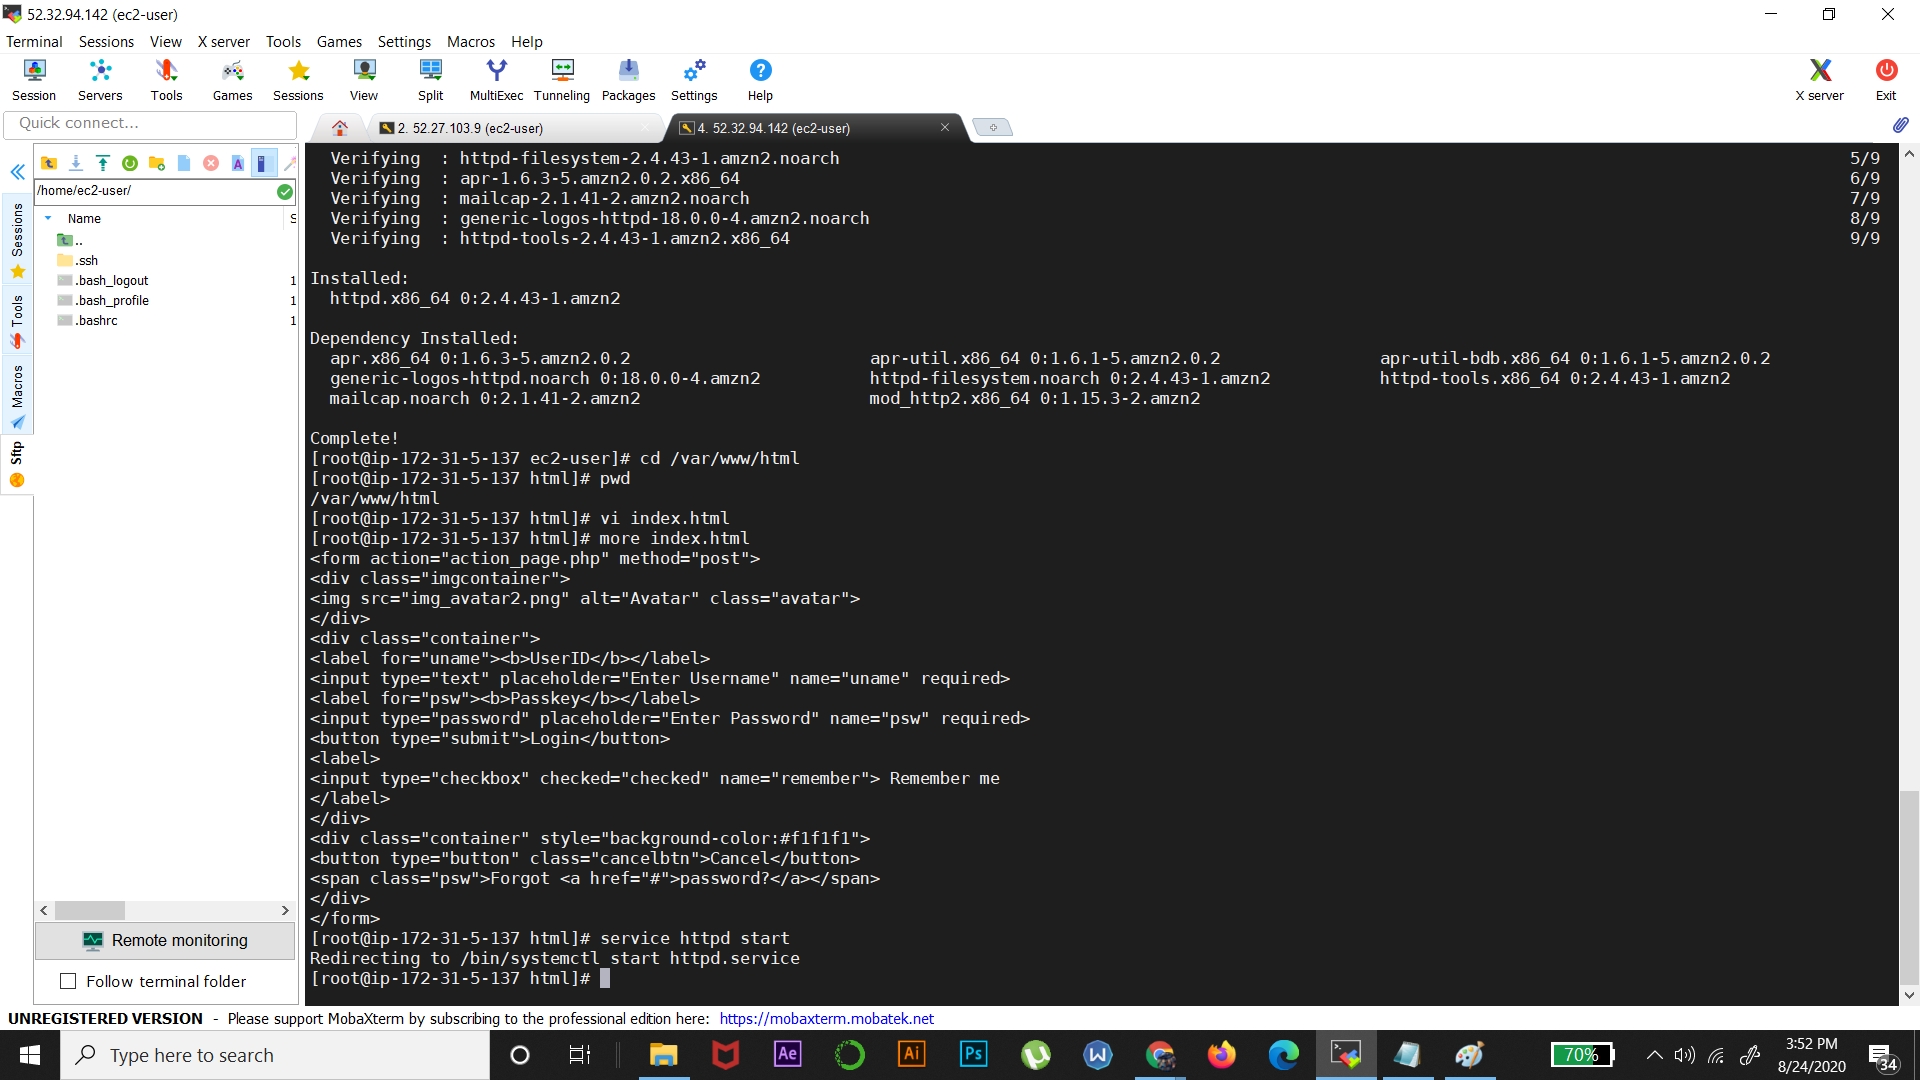 52.32.94.142 (ec2-user)
Terminal Sessions View X server Tools Games Settings Macros Help
Session Servers Tools Games Sessions View Split MultiExec Tunneling Packages Settings Help X server Exit
Quick connect...
2. 52.27.103.9 (ec2-user)
4. 52.32.94.142 (ec2-user)
/home/ec2-user/
Name S
..
.ssh
.bash_logout 1
.bash_profile 1
.bashrc 1
Sessions
Tools
Macros
Sftp
Verifying : httpd-filesystem-2.4.43-1.amzn2.noarch 5/9
Verifying : apr-1.6.3-5.amzn2.0.2.x86_64 6/9
Verifying : mailcap-2.1.41-2.amzn2.noarch 7/9
Verifying : generic-logos-httpd-18.0.0-4.amzn2.noarch 8/9
Verifying : httpd-tools-2.4.43-1.amzn2.x86_64 9/9
Installed:
httpd.x86_64 0:2.4.43-1.amzn2
Dependency Installed:
apr.x86_64 0:1.6.3-5.amzn2.0.2 apr-util.x86_64 0:1.6.1-5.amzn2.0.2 apr-util-bdb.x86_64 0:1.6.1-5.amzn2.0.2
generic-logos-httpd.noarch 0:18.0.0-4.amzn2 httpd-filesystem.noarch 0:2.4.43-1.amzn2 httpd-tools.x86_64 0:2.4.43-1.amzn2
mailcap.noarch 0:2.1.41-2.amzn2 mod_http2.x86_64 0:1.15.3-2.amzn2
Complete!
[root@ip-172-31-5-137 ec2-user]# cd /var/www/html
[root@ip-172-31-5-137 html]# pwd
/var/www/html
[root@ip-172-31-5-137 html]# vi index.html
[root@ip-172-31-5-137 html]# more index.html
<form action="action_page.php" method="post">
<div class="imgcontainer">
<img src="img_avatar2.png" alt="Avatar" class="avatar">
</div>
<div class="container">
<label for="uname"><b>UserID</b></label>
<input type="text" placeholder="Enter Username" name="uname" required>
<label for="psw"><b>Passkey</b></label>
<input type="password" placeholder="Enter Password" name="psw" required>
<button type="submit">Login</button>
<label>
<input type="checkbox" checked="checked" name="remember"> Remember me
</label>
</div>
<div class="container" style="background-color:#f1f1f1">
<button type="button" class="cancelbtn">Cancel</button>
<span class="psw">Forgot <a href="#">password?</a></span>
</div>
</form>
[root@ip-172-31-5-137 html]# service httpd start
Redirecting to /bin/systemctl start httpd.service
[root@ip-172-31-5-137 html]#
Remote monitoring
Follow terminal folder
UNREGISTERED VERSION - Please support MobaXterm by subscribing to the professional edition here: https://mobaxterm.mobatek.net
Type here to search
Ae
Ai
Ps
W
70%
3:52 PM
8/24/2020
34